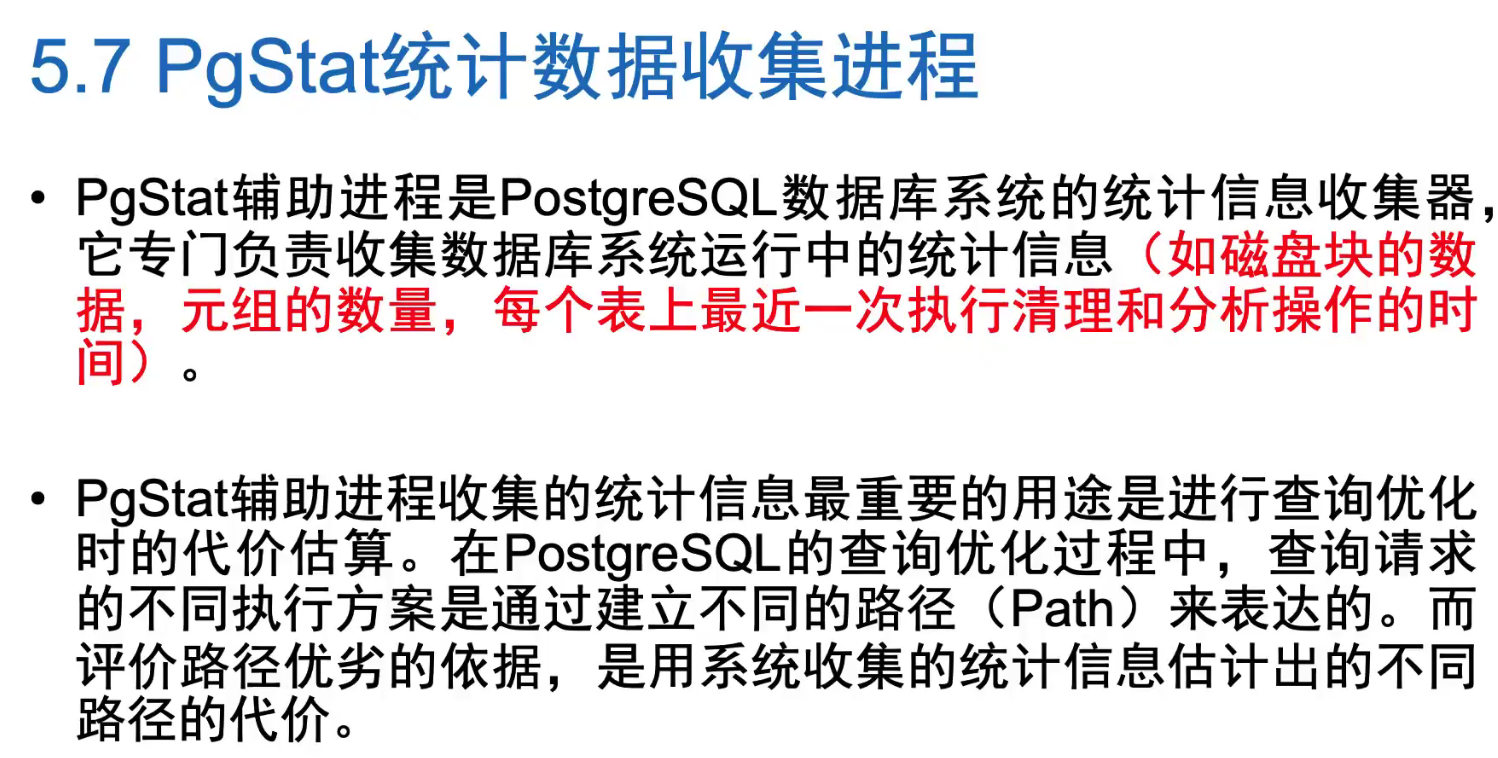 5.7 PgStat统计数据收集进程
• PgStat辅助进程是PostgreSQL数据库系统的统计信息收集器，
它专门负责收集数据库系统运行中的统计信息（如磁盘块的数
据，元组的数量，每个表上最近一次执行清理和分析操作的时
间）。
• PgStat辅助进程收集的统计信息最重要的用途是进行查询优化
时的代价估算。在PostgreSQL的查询优化过程中，查询请求
的不同执行方案是通过建立不同的路径（Path）来表达的。而
评价路径优劣的依据，是用系统收集的统计信息估计出的不同
路径的代价。